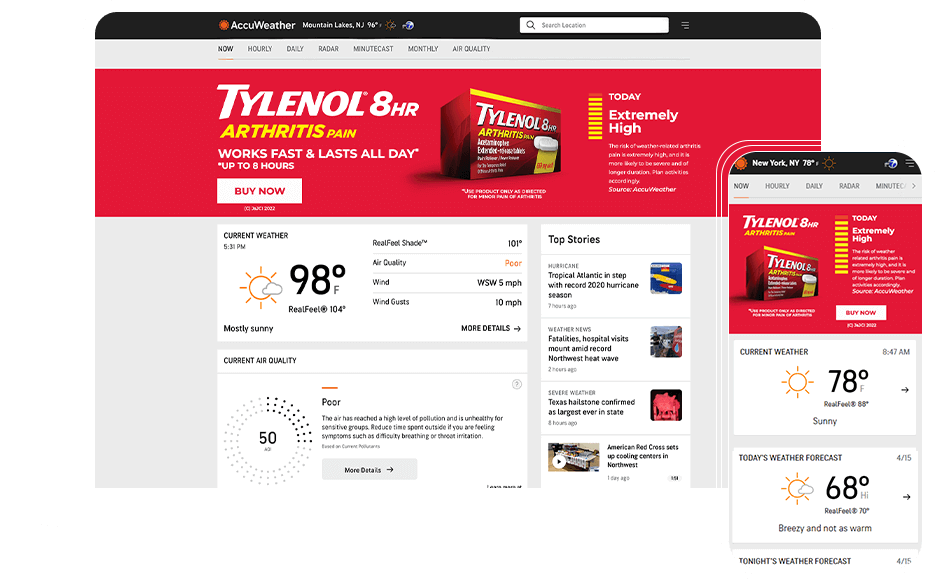 AccuWeather
Mountain Lakes, NJ 96° F
Search Location
NOW HOURLY DAILY RADAR MINUTECAST MONTHLY AIR QUALITY
TYLENOL® 8HR
ARTHRITIS PAIN
WORKS FAST & LASTS ALL DAY*
*UP TO 8 HOURS
BUY NOW
(C) J&JCI 2022
TYLENOL 8HR
ARTHRITIS PAIN
Acetaminophen
Extended-release tablets
*USE PRODUCT ONLY AS DIRECTED
FOR MINOR PAIN OF ARTHRITIS
TODAY
Extremely
High
The risk of weather-related arthritis
pain is extremely high, and it is
more likely to be severe and of
longer duration. Plan activities
accordingly.
Source: AccuWeather
CURRENT WEATHER
5:31 PM
98° F
RealFeel® 104°
Mostly sunny
RealFeel Shade™ 101°
Air Quality Poor
Wind WSW 5 mph
Wind Gusts 10 mph
MORE DETAILS
CURRENT AIR QUALITY
50
AQI
Poor
The air has reached a high level of pollution and is unhealthy for
sensitive groups. Reduce time spent outside if you are feeling
symptoms such as difficulty breathing or throat irritation.
Based on Current Pollutants
More Details
Learn more at
Top Stories
HURRICANE
Tropical Atlantic in step
with record 2020 hurricane
season
7 hours ago
WEATHER NEWS
Fatalities, hospital visits
mount amid record
Northwest heat wave
2 hours ago
SEVERE WEATHER
Texas hailstone confirmed
as largest ever in state
8 hours ago
American Red Cross sets
up cooling centers in
Northwest
1 day ago
New York, NY 78° F
NOW HOURLY DAILY RADAR MINUTEC
TYLENOL® 8HR
ARTHRITIS PAIN
TYLENOL 8HR
ARTHRITIS PAIN
*USE PRODUCT ONLY AS DIRECTED
FOR MINOR PAIN OF ARTHRITIS
TODAY
Extremely
High
The risk of weather
related arthritis pain is
extremely high, and it is
more likely to be severe and
of longer duration. Plan
activities accordingly.
Source: AccuWeather
BUY NOW
(C) J&JCI 2022
CURRENT WEATHER 8:47 AM
78° F
RealFeel® 88°
Sunny
TODAY'S WEATHER FORECAST 4/15
68° Hi
RealFeel® 70°
Breezy and not as warm
TONIGHT'S WEATHER FORECAST 4/15